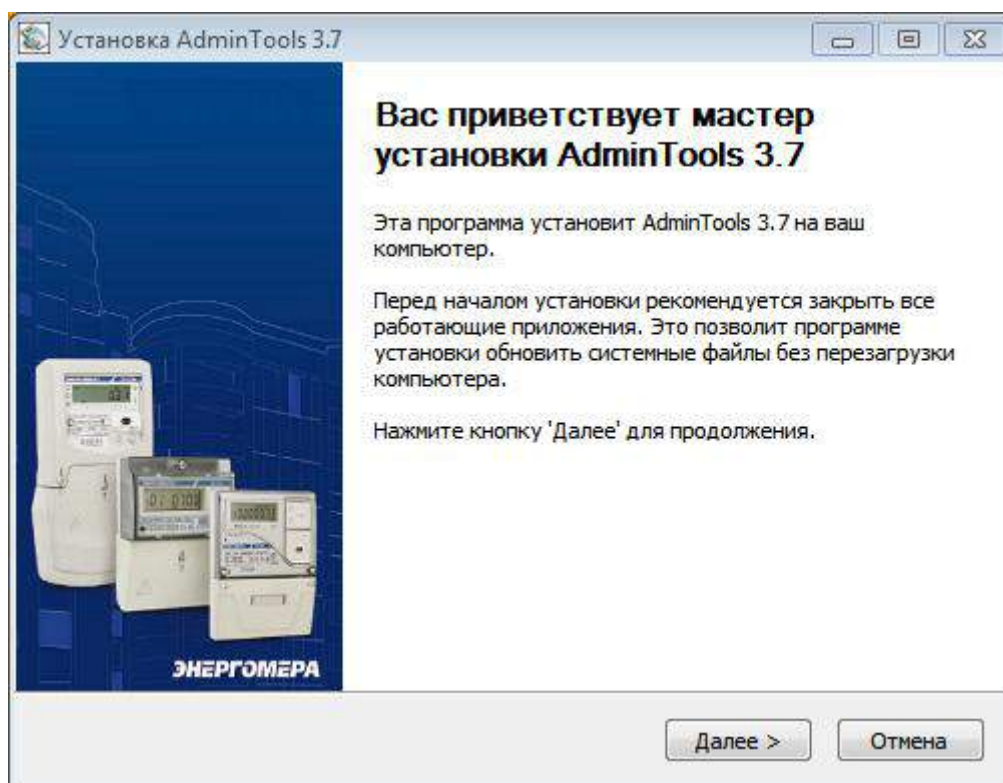 Установка AdminTools 3.7
Вас приветствует мастер
установки AdminTools 3.7
Эта программа установит AdminTools 3.7 на ваш
компьютер.
Перед началом установки рекомендуется закрыть все
работающие приложения. Это позволит программе
установки обновить системные файлы без перезагрузки
компьютера.
Нажмите кнопку 'Далее' для продолжения.
ЭНЕРГОМЕРА
Далее >
Отмена